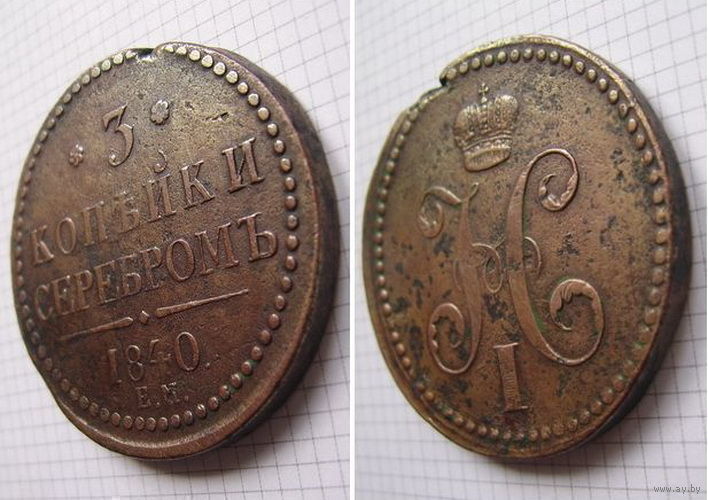 3
КОПѢЙКИ
СЕРЕБРОМЪ
1840.
Е.М.
Н
I
www.ay.by